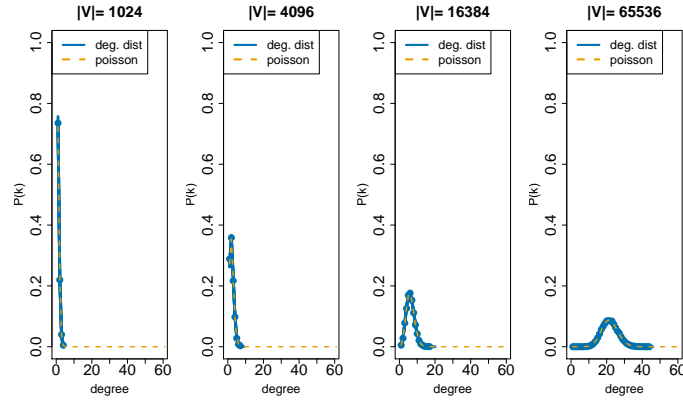 |V|= 1024
deg. dist
poisson
P(k)
0.0
0.2
0.4
0.6
0.8
1.0
0
20
40
60
degree
|V|= 4096
deg. dist
poisson
P(k)
0.0
0.2
0.4
0.6
0.8
1.0
0
20
40
60
degree
|V|= 16384
deg. dist
poisson
P(k)
0.0
0.2
0.4
0.6
0.8
1.0
0
20
40
60
degree
|V|= 65536
deg. dist
poisson
P(k)
0.0
0.2
0.4
0.6
0.8
1.0
0
20
40
60
degree